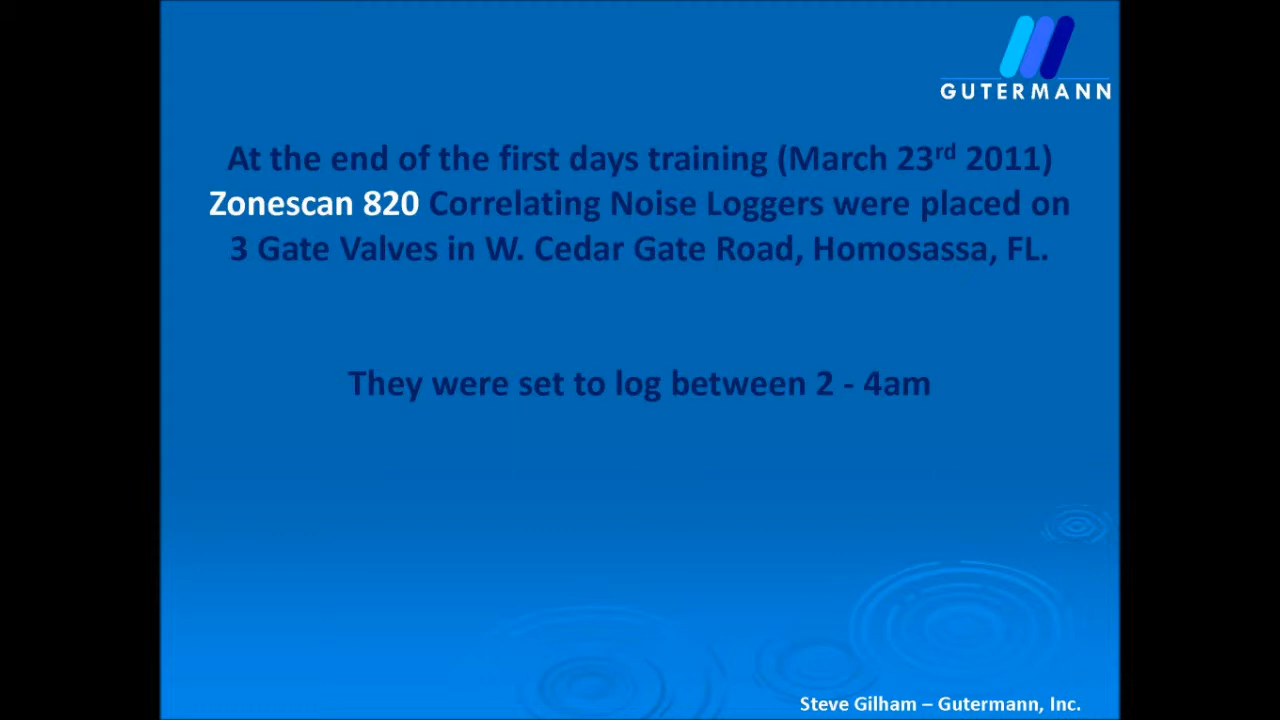 GUTERMANN
At the end of the first days training (March 23rd 2011)
Zonescan 820 Correlating Noise Loggers were placed on
3 Gate Valves in W. Cedar Gate Road, Homosassa, FL.
They were set to log between 2 - 4am
Steve Gilham – Gutermann, Inc.